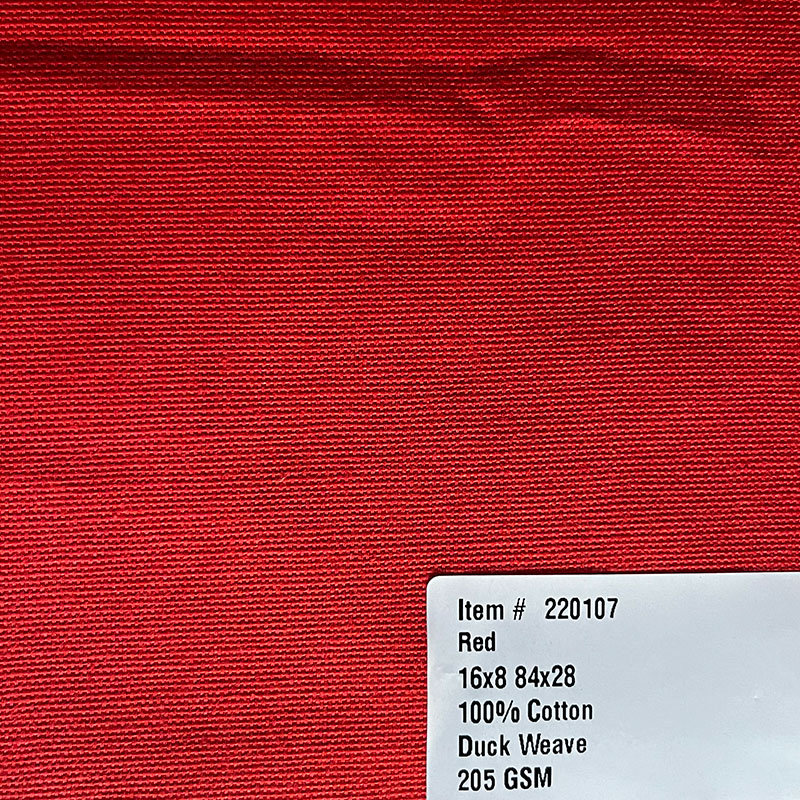 Item # 220107
Red
16x8 84x28
100% Cotton
Duck Weave
205 GSM